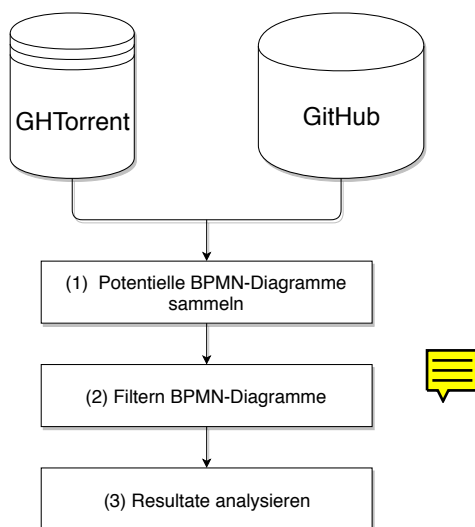 GHTorrent
GitHub
(1) Potentielle BPMN-Diagramme
sammeln
(2) Filtern BPMN-Diagramme
(3) Resultate analysieren